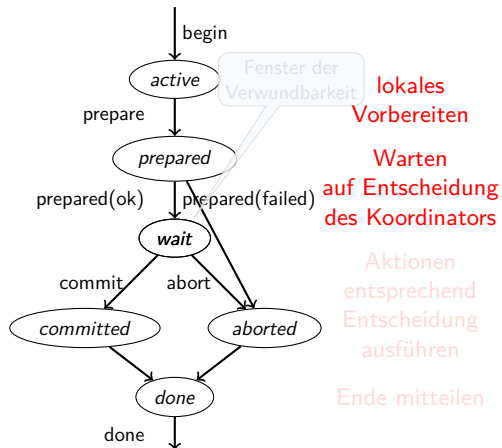 begin
Fenster der
Verwundbarkeit
active
lokales
Vorbereiten
prepare
prepared
Warten
auf Entscheidung
des Koordinators
prepared(ok)
prepared(failed)
wait
Aktionen
entsprechend
Entscheidung
ausführen
commit
abort
committed
aborted
done
Ende mitteilen
done